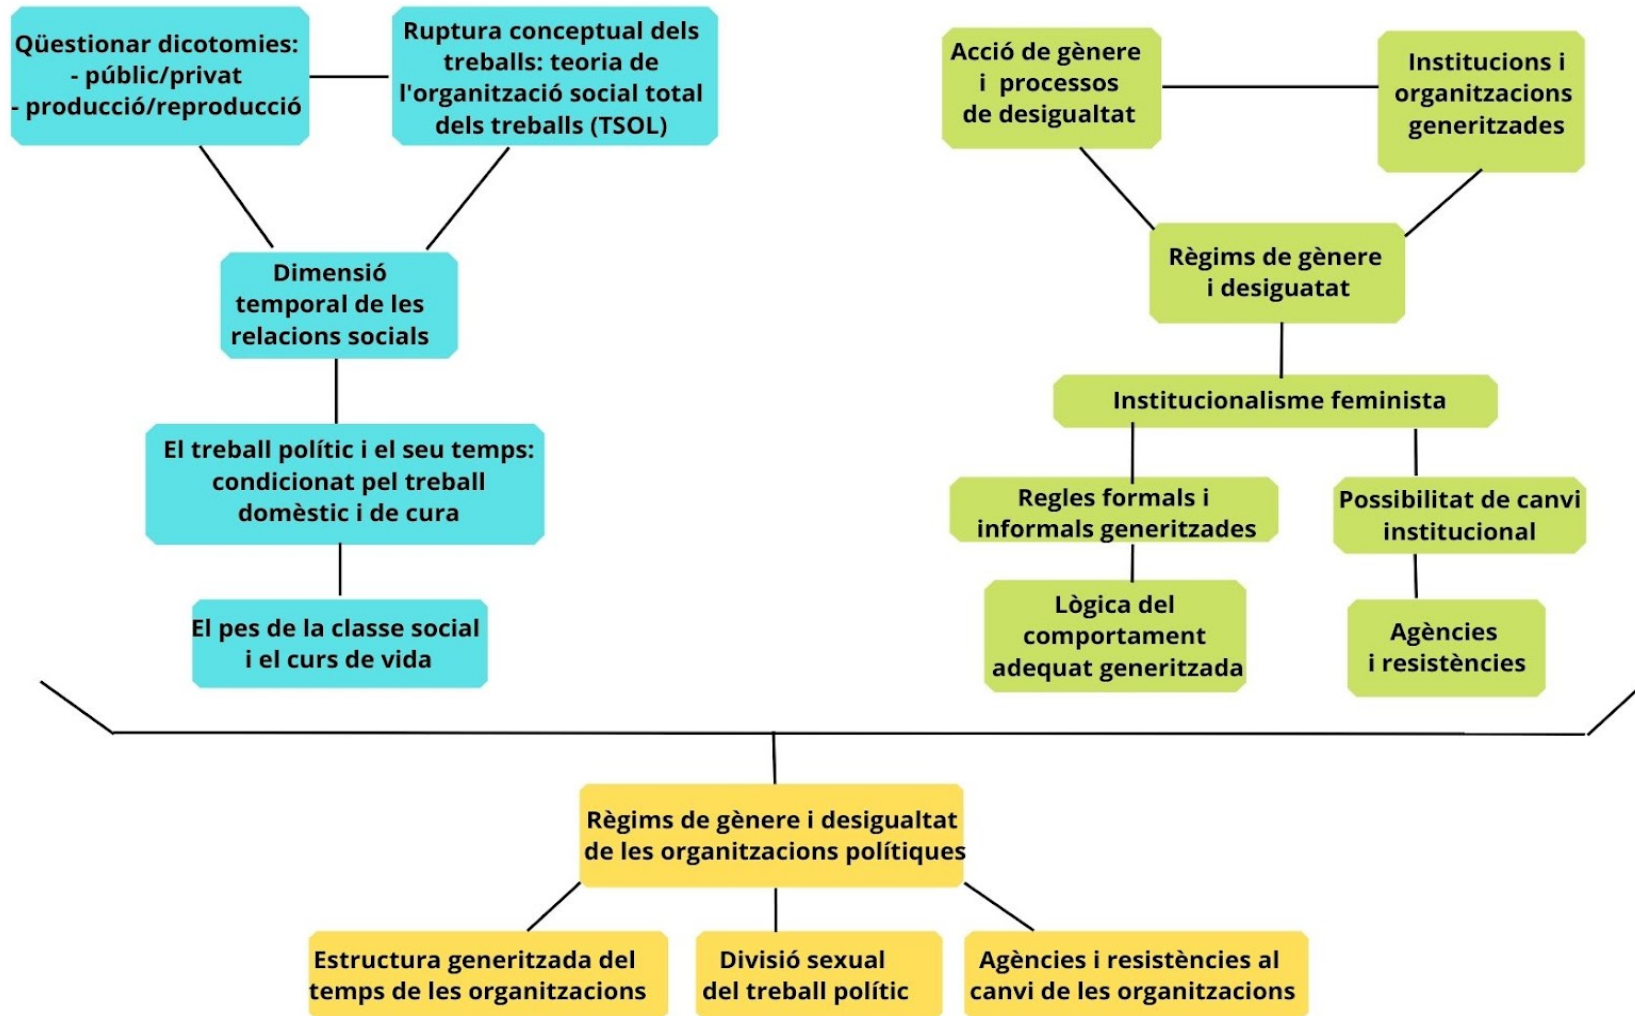 Qüestionar dicotomies:
- públic/privat
- producció/reproducció
Ruptura conceptual dels
treballs: teoria de
l'organització social total
dels treballs (TSOL)
Dimensió
temporal de les
relacions socials
El treball polític i el seu temps:
condicionat pel treball
domèstic i de cura
El pes de la classe social
i el curs de vida
Acció de gènere
i processos
de desigualtat
Institucions i
organitzacions
generitzades
Règims de gènere
i desiguatat
Institucionalisme feminista
Regles formals i
informals generitzades
Possibilitat de canvi
institucional
Lògica del
comportament
adequat generitzada
Agències
i resistències
Règims de gènere i desigualtat
de les organitzacions polítiques
Estructura generitzada del
temps de les organitzacions
Divisió sexual
del treball polític
Agències i resistències al
canvi de les organitzacions